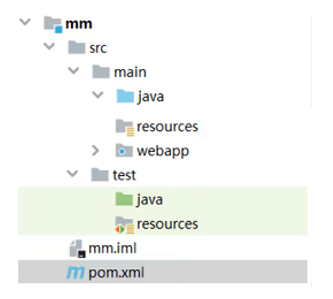 mm
src
main
java
resources
webapp
test
java
resources
mm.iml
pom.xml